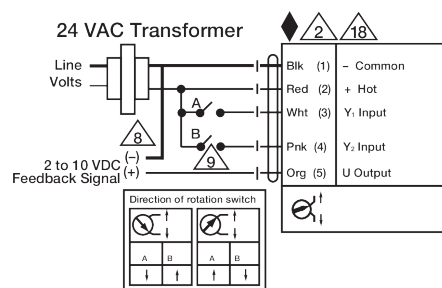 24 VAC Transformer
2 18
Line
Volts
Blk (1) – Common
Red (2) + Hot
A
Wht (3) Y₁ Input
B
Pnk (4) Y₂ Input
8
9
2 to 10 VDC (–)
Feedback Signal (+)
Org (5) U Output
Direction of rotation switch
A B A B